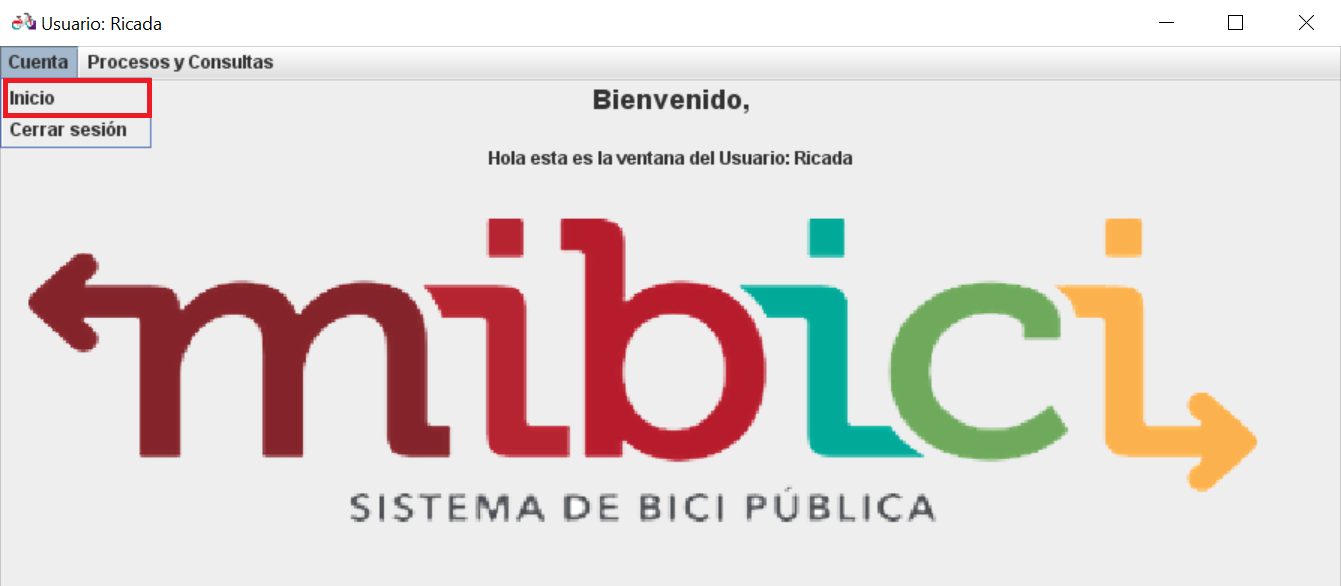 Usuario: Ricada
Cuenta Procesos y Consultas
Inicio
Cerrar sesión
Bienvenido,
Hola esta es la ventana del Usuario: Ricada
mibici
SISTEMA DE BICI PÚBLICA